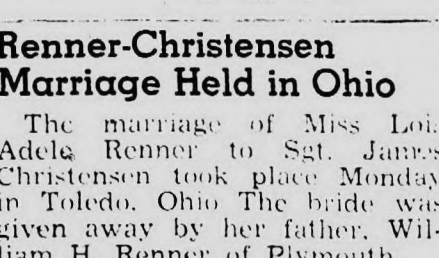 Renner-Christensen
Marriage Held in Ohio
The marriage of Miss Lois
Adele Renner to Sgt. James
Christensen took place Monday
in Toledo. Ohio The bride was
given away by her father, Wil-
liam H. Renner of Plymouth